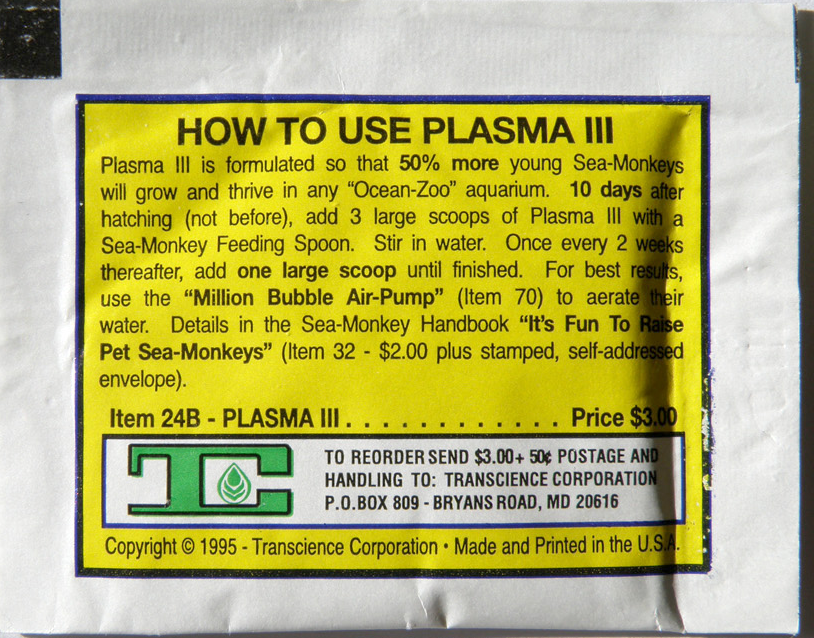 HOW TO USE PLASMA III
Plasma III is formulated so that 50% more young Sea-Monkeys
will grow and thrive in any “Ocean-Zoo” aquarium. 10 days after
hatching (not before), add 3 large scoops of Plasma III with a
Sea-Monkey Feeding Spoon. Stir in water. Once every 2 weeks
thereafter, add one large scoop until finished. For best results,
use the “Million Bubble Air-Pump” (Item 70) to aerate their
water. Details in the Sea-Monkey Handbook “It’s Fun To Raise
Pet Sea-Monkeys” (Item 32 - $2.00 plus stamped, self-addressed
envelope).
Item 24B - PLASMA III . . . . . . . . . . . . Price $3.00
TC
TO REORDER SEND $3.00 + 50¢ POSTAGE AND
HANDLING TO: TRANSCIENCE CORPORATION
P.O. BOX 809 - BRYANS ROAD, MD 20616
Copyright © 1995 - Transcience Corporation • Made and Printed in the U.S.A.